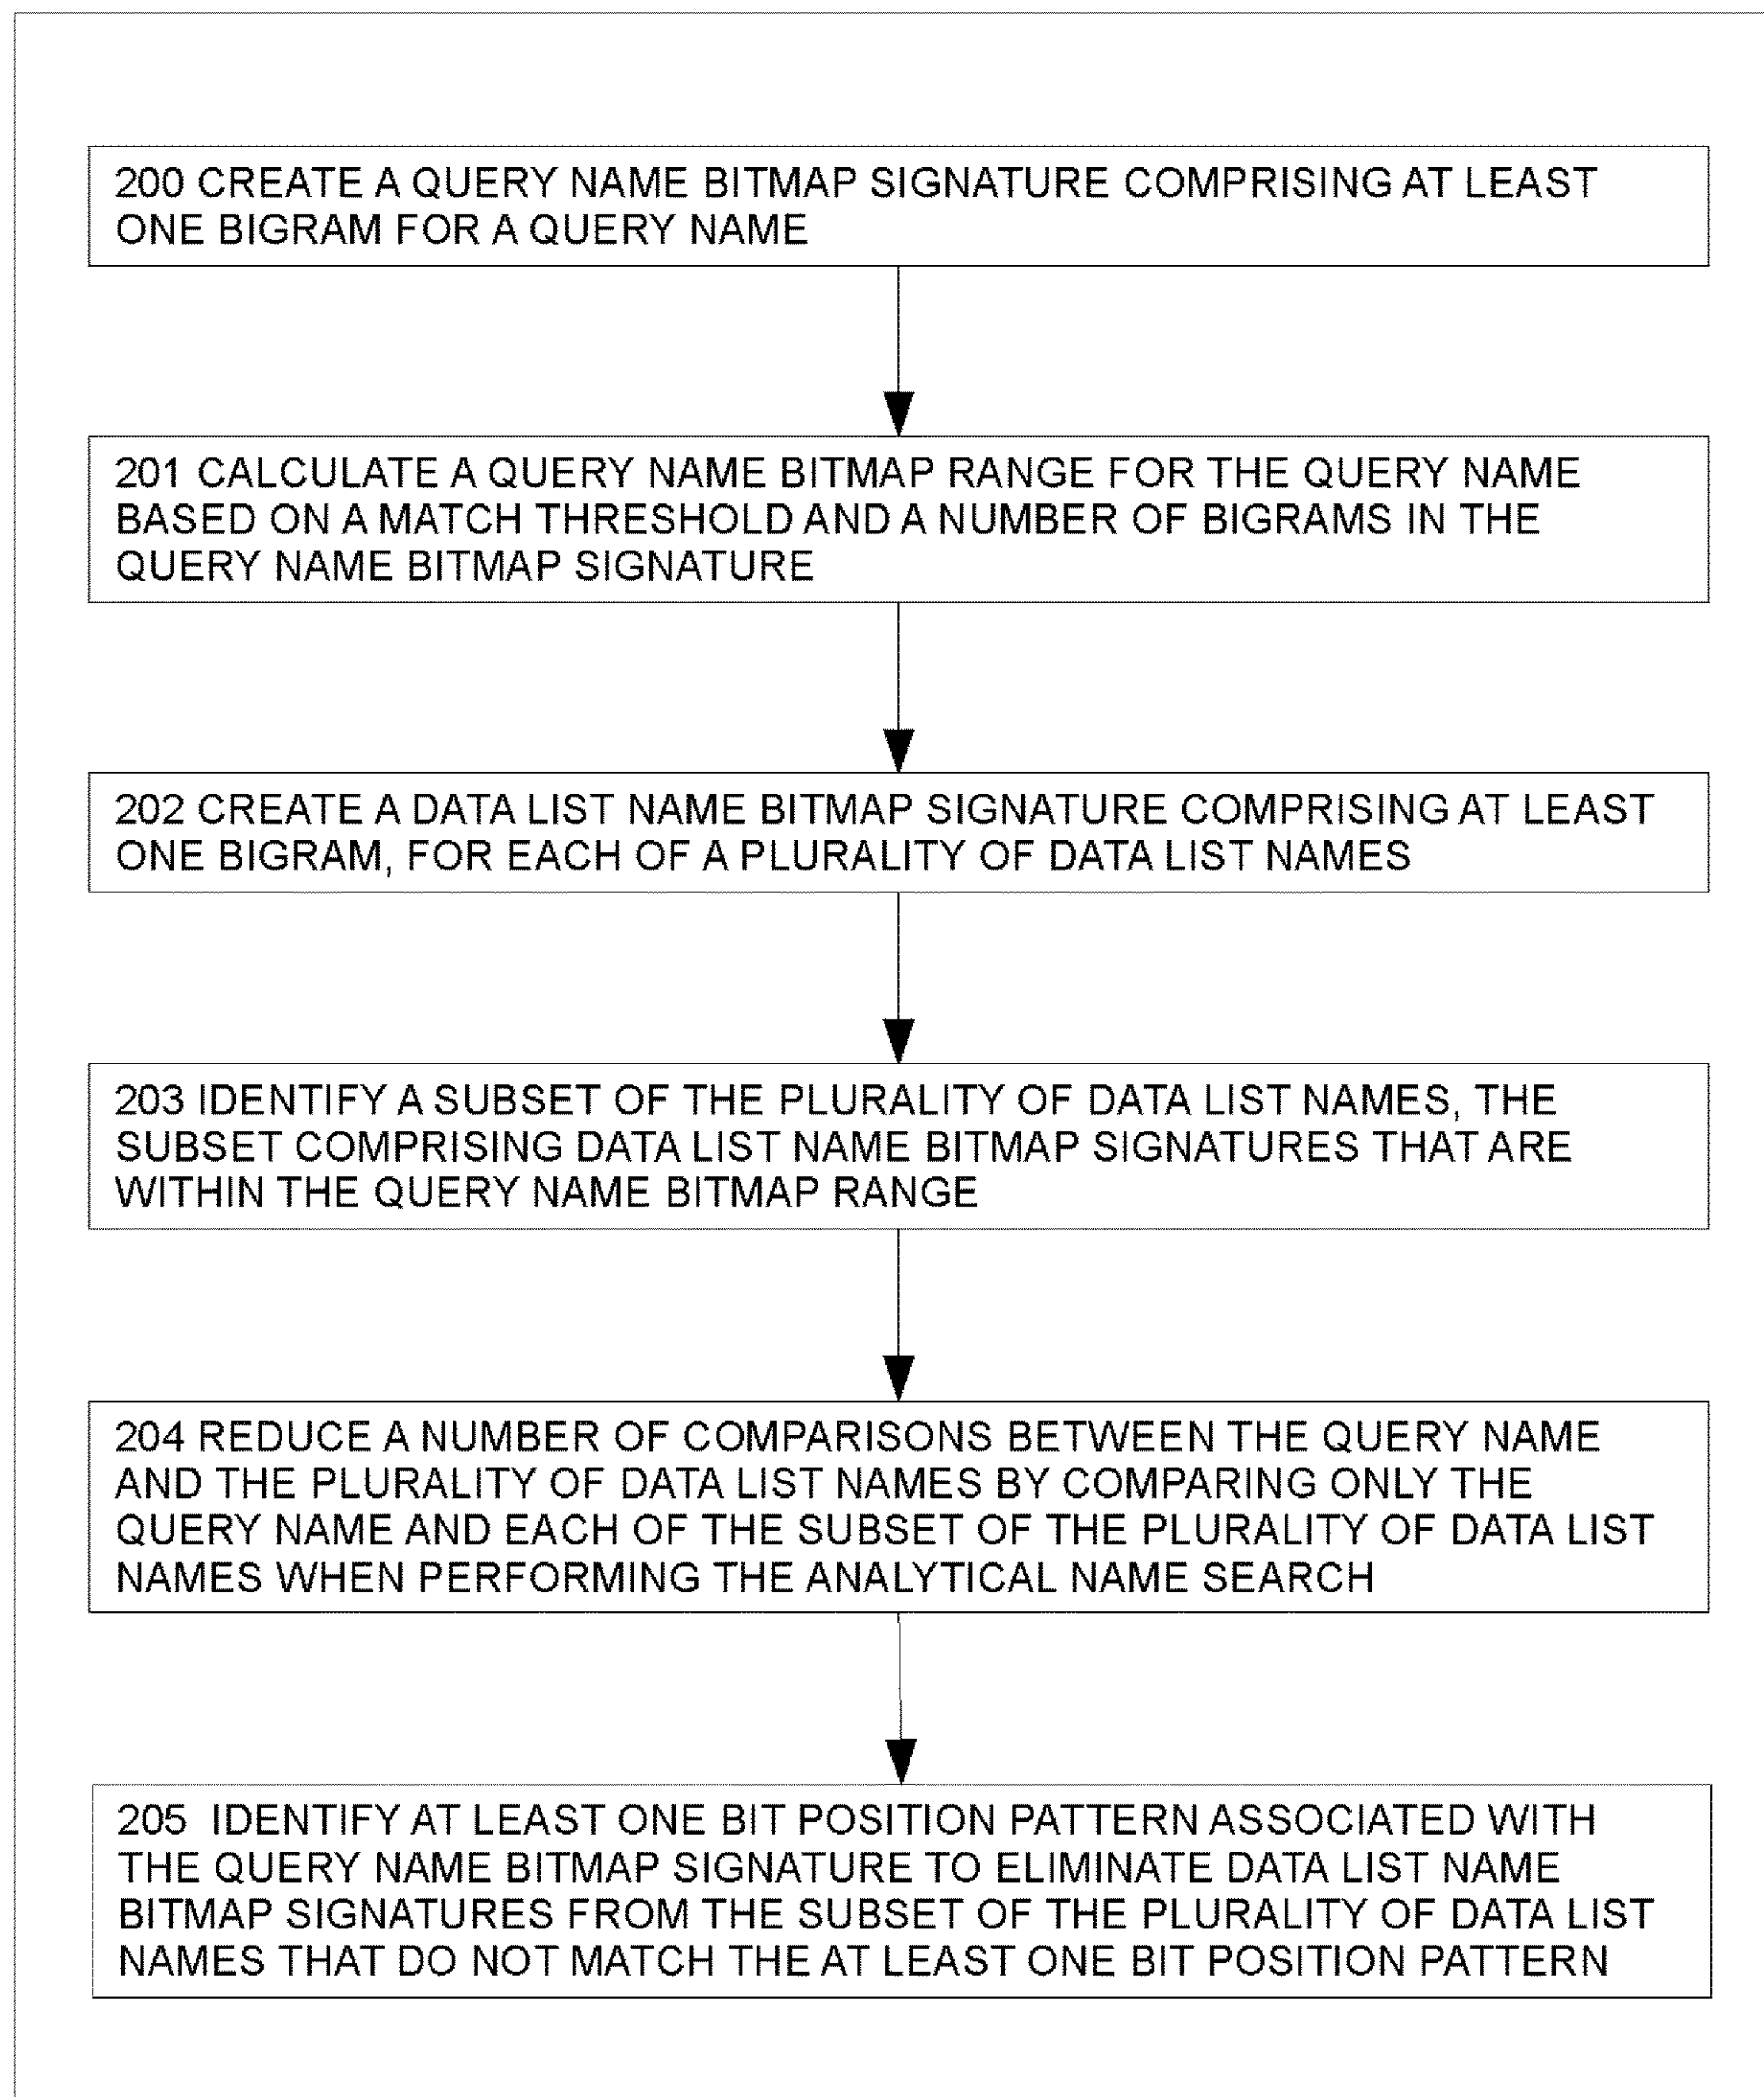 200 CREATE A QUERY NAME BITMAP SIGNATURE COMPRISING AT LEAST
ONE BIGRAM FOR A QUERY NAME
201 CALCULATE A QUERY NAME BITMAP RANGE FOR THE QUERY NAME
BASED ON A MATCH THRESHOLD AND A NUMBER OF BIGRAMS IN THE
QUERY NAME BITMAP SIGNATURE
202 CREATE A DATA LIST NAME BITMAP SIGNATURE COMPRISING AT LEAST
ONE BIGRAM, FOR EACH OF A PLURALITY OF DATA LIST NAMES
203 IDENTIFY A SUBSET OF THE PLURALITY OF DATA LIST NAMES, THE
SUBSET COMPRISING DATA LIST NAME BITMAP SIGNATURES THAT ARE
WITHIN THE QUERY NAME BITMAP RANGE
204 REDUCE A NUMBER OF COMPARISONS BETWEEN THE QUERY NAME
AND THE PLURALITY OF DATA LIST NAMES BY COMPARING ONLY THE
QUERY NAME AND EACH OF THE SUBSET OF THE PLURALITY OF DATA LIST
NAMES WHEN PERFORMING THE ANALYTICAL NAME SEARCH
205 IDENTIFY AT LEAST ONE BIT POSITION PATTERN ASSOCIATED WITH
THE QUERY NAME BITMAP SIGNATURE TO ELIMINATE DATA LIST NAME
BITMAP SIGNATURES FROM THE SUBSET OF THE PLURALITY OF DATA LIST
NAMES THAT DO NOT MATCH THE AT LEAST ONE BIT POSITION PATTERN